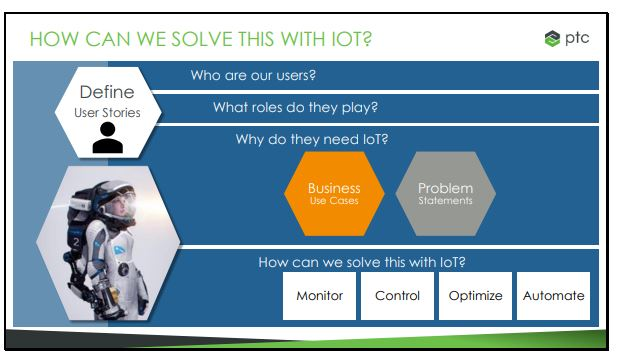 HOW CAN WE SOLVE THIS WITH IOT?
ptc
Define
User Stories
Who are our users?
What roles do they play?
Why do they need IoT?
Business
Use Cases
Problem
Statements
2
How can we solve this with IoT?
Monitor
Control
Optimize
Automate